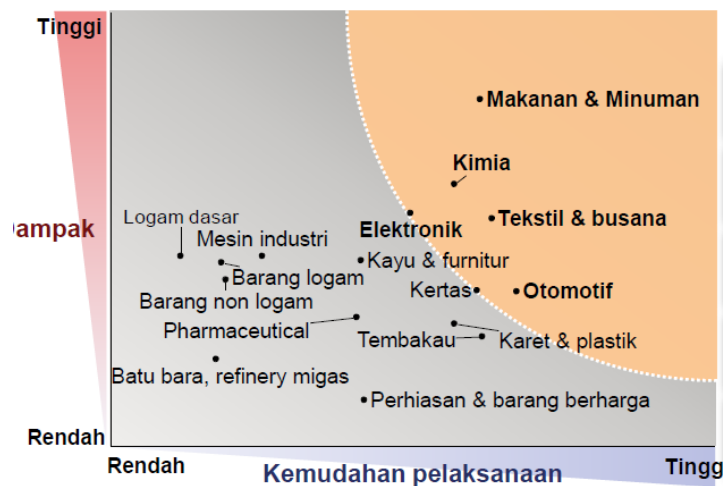 Tinggi
Makanan & Minuman
Kimia
Logam dasar
Tekstil & busana
ampak
Elektronik
Mesin industri
Kayu & furnitur
Barang logam
Kertas
Otomotif
Barang non logam
Pharmaceutical
Tembakau
Karet & plastik
Batu bara, refinery migas
Perhiasan & barang berharga
Rendah
Rendah
Kemudahan pelaksanaan
Tingg